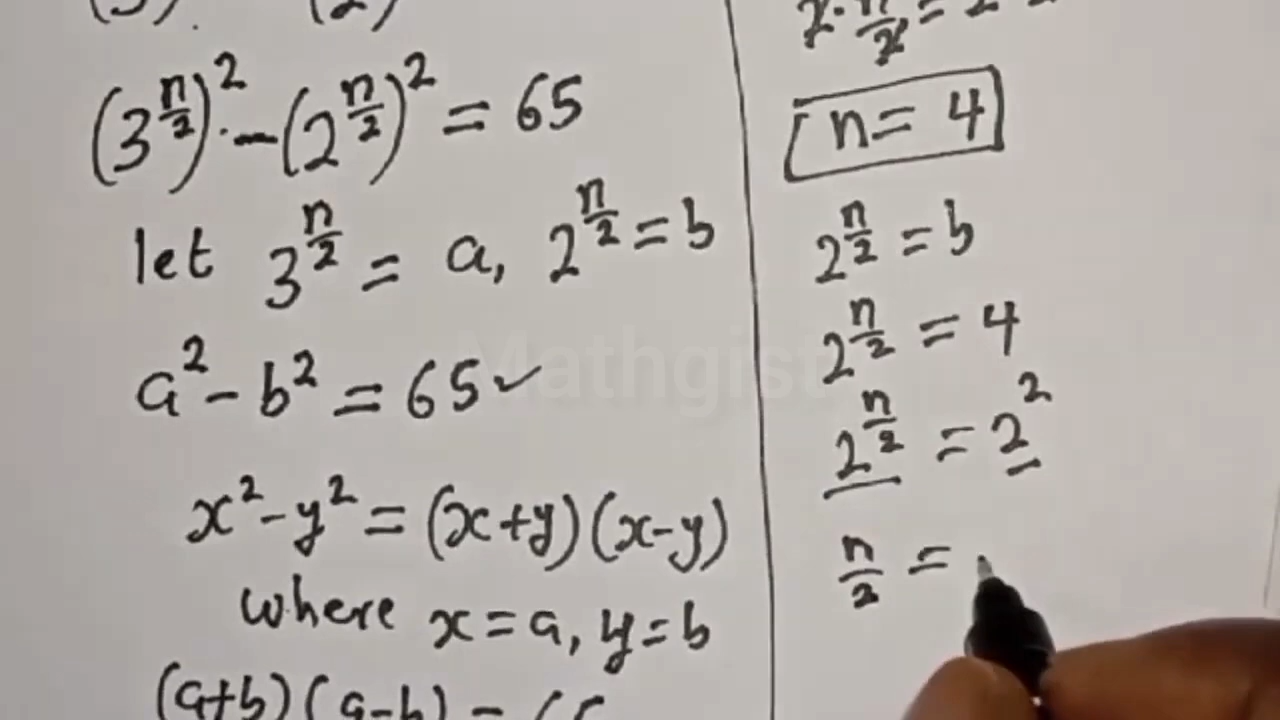 (3^{n/2})^2 · - (2^{n/2})^2 = 65
let 3^{n/2} = a, 2^{n/2} = b
a^2 - b^2 = 65 ✓
x^2 - y^2 = (x+y)(x-y)
where x = a, y = b
(a+b)(a-b) =
n = 4
2^{n/2} = b
2^{n/2} = 4
2^{n/2} = 2^2
n/2 =
Mathgist